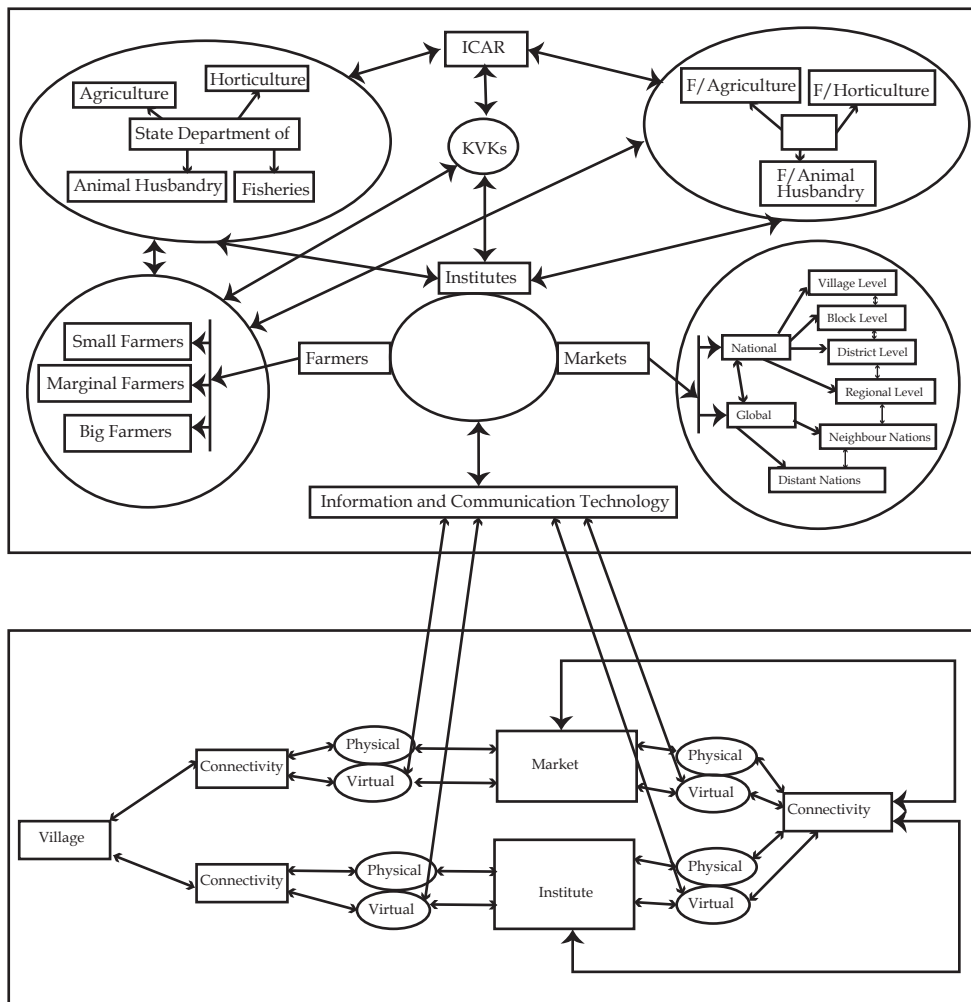 ICAR
Horticulture
Agriculture
State Department of
Animal Husbandry
Fisheries
KVKs
F/Agriculture
F/Horticulture
F/Animal
Husbandry
Institutes
Small Farmers
Marginal Farmers
Big Farmers
Farmers
Markets
Village Level
Block Level
National
District Level
Regional Level
Global
Neighbour Nations
Distant Nations
Information and Communication Technology
Physical
Connectivity
Virtual
Market
Physical
Virtual
Connectivity
Village
Physical
Connectivity
Virtual
Institute
Physical
Virtual